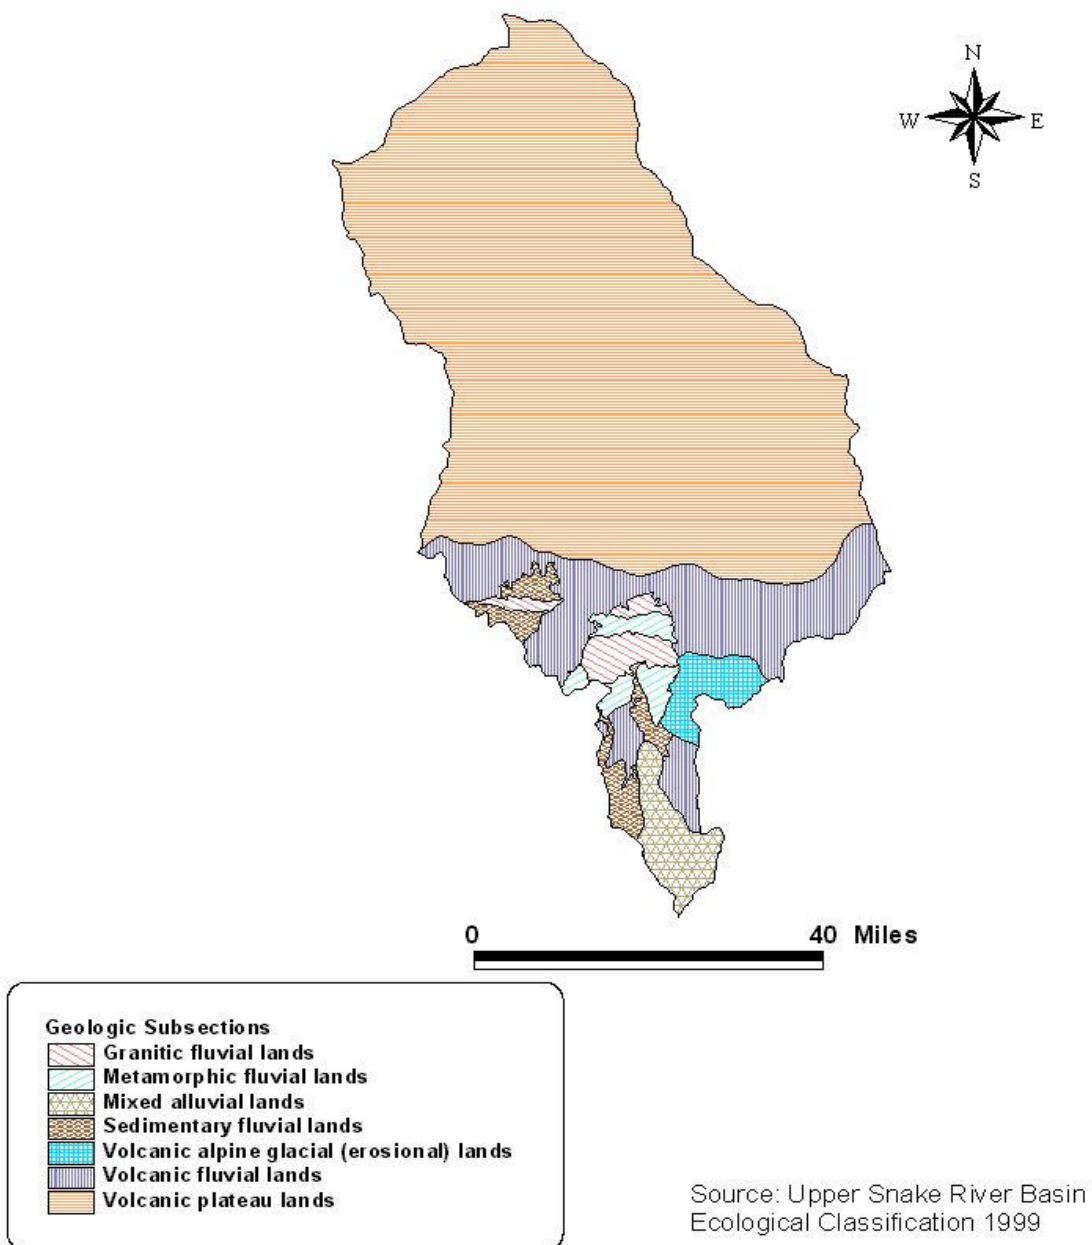 N
W E
S
0 40 Miles
Geologic Subsections
Granitic fluvial lands
Metamorphic fluvial lands
Mixed alluvial lands
Sedimentary fluvial lands
Volcanic alpine glacial (erosional) lands
Volcanic fluvial lands
Volcanic plateau lands
Source: Upper Snake River Basin
Ecological Classification 1999